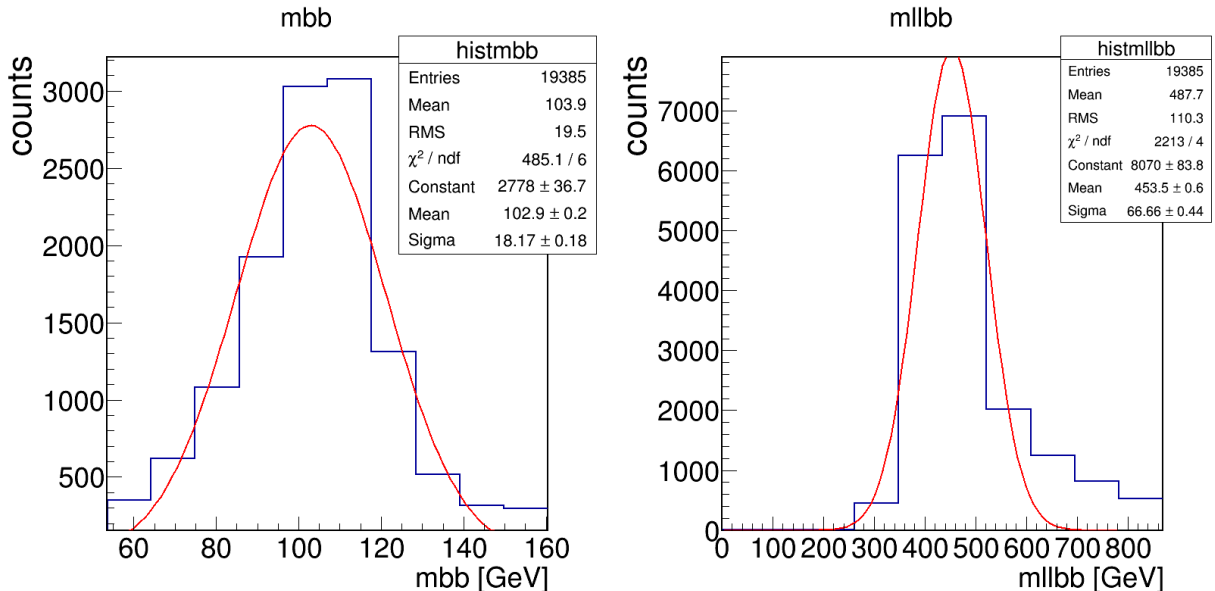 mbb
counts
histmbb
Entries 19385
Mean 103.9
RMS 19.5
χ² / ndf 485.1 / 6
Constant 2778 ± 36.7
Mean 102.9 ± 0.2
Sigma 18.17 ± 0.18
3000
2500
2000
1500
1000
500
60 80 100 120 140 160
mbb [GeV]
mllbb
counts
histmllbb
Entries 19385
Mean 487.7
RMS 110.3
χ² / ndf 2213 / 4
Constant 8070 ± 83.8
Mean 453.5 ± 0.6
Sigma 66.66 ± 0.44
7000
6000
5000
4000
3000
2000
1000
0
0 100 200 300 400 500 600 700 800
mllbb [GeV]